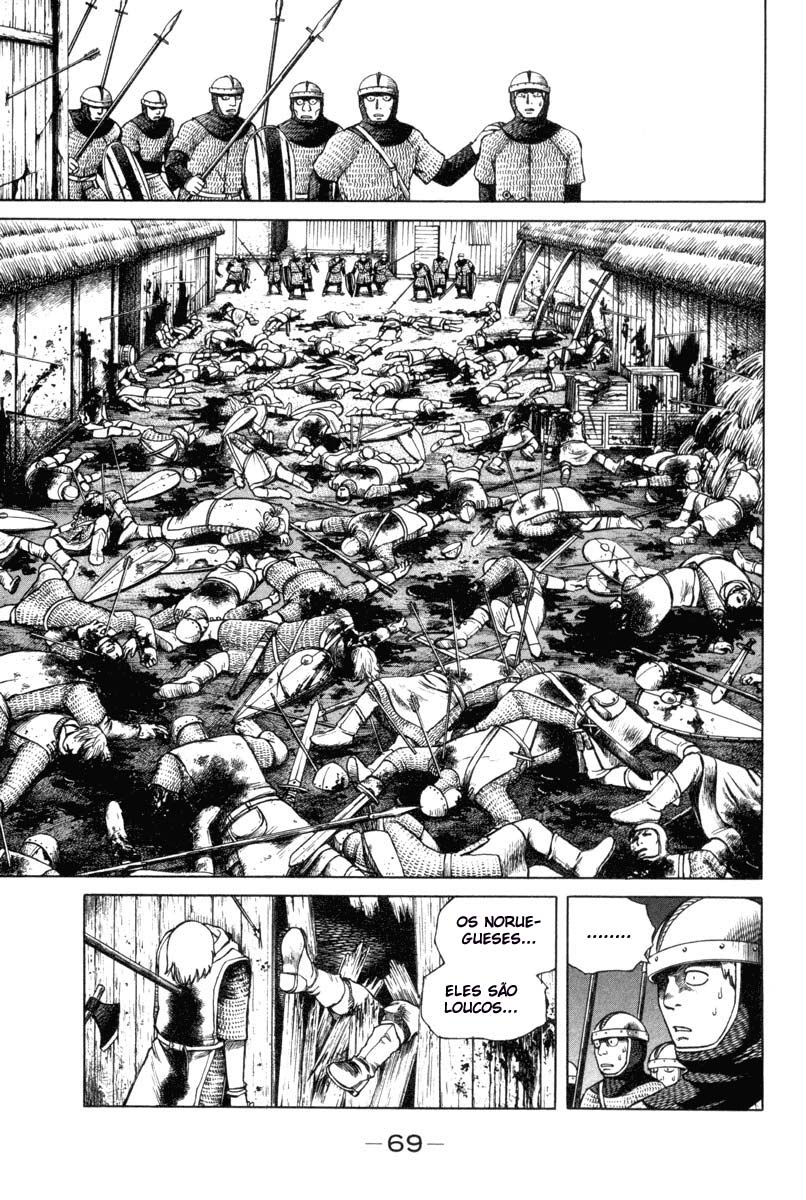 ........
OS NORUE-
GUESES...
ELES SÃO
LOUCOS...
—69—